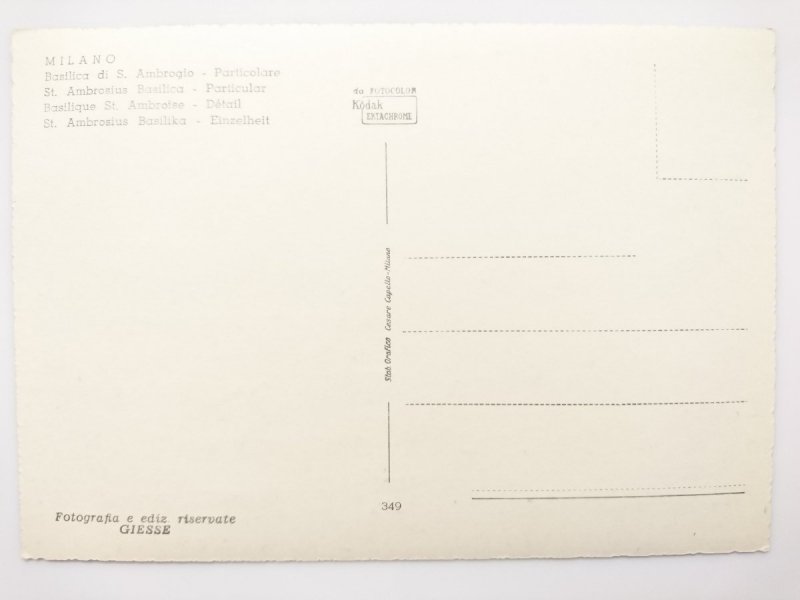 MILANO
Basilica di S. Ambrogio - Particolare
St. Ambrosius Basilica - Particular
Basilique St. Ambroise - Détail
St. Ambrosius Basilika - Einzelheit
da FOTOCOLOR
Kodak
EKTACHROME
Stab. Grafico Cesare Capello - Milano
349
Fotografia e ediz. riservate
GIESSE